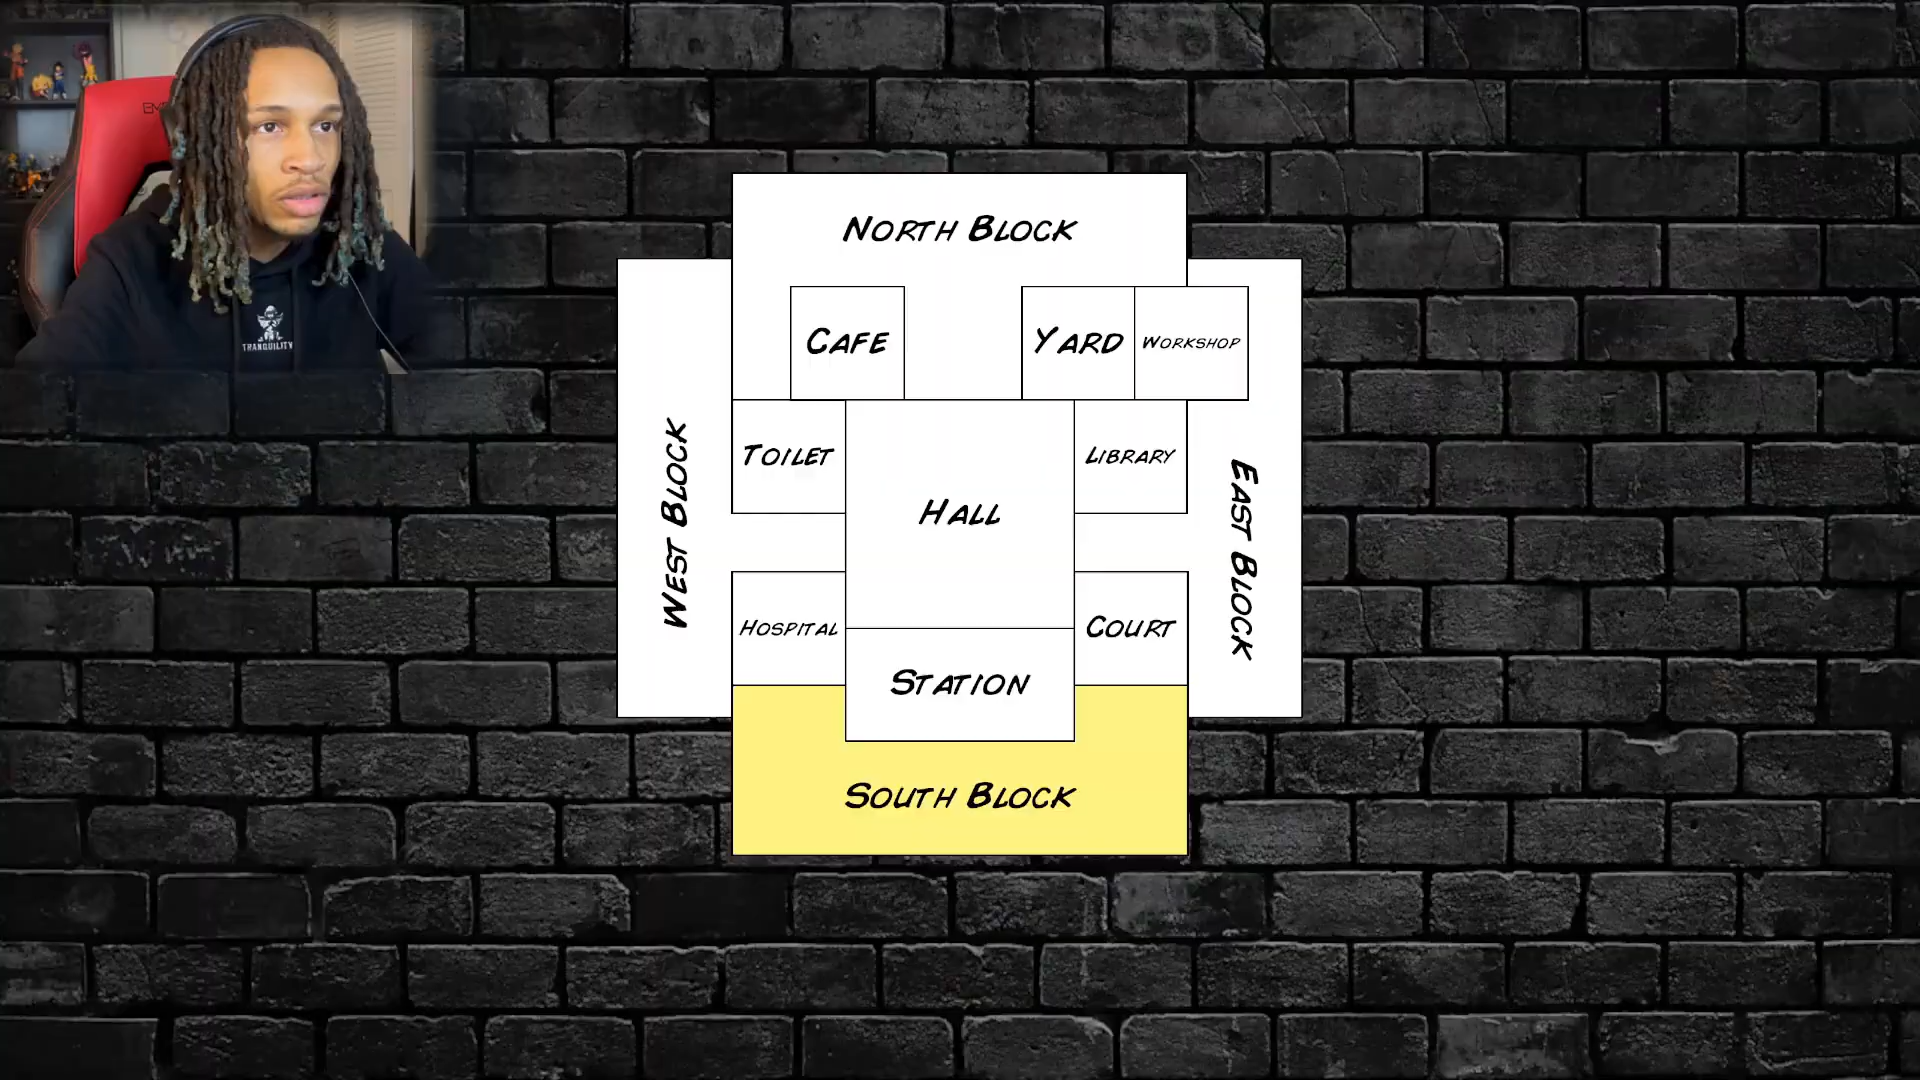 TRANQUILITY
NORTH BLOCK
CAFE
YARD
WORKSHOP
TOILET
LIBRARY
WEST BLOCK
HALL
EAST BLOCK
HOSPITAL
COURT
STATION
SOUTH BLOCK